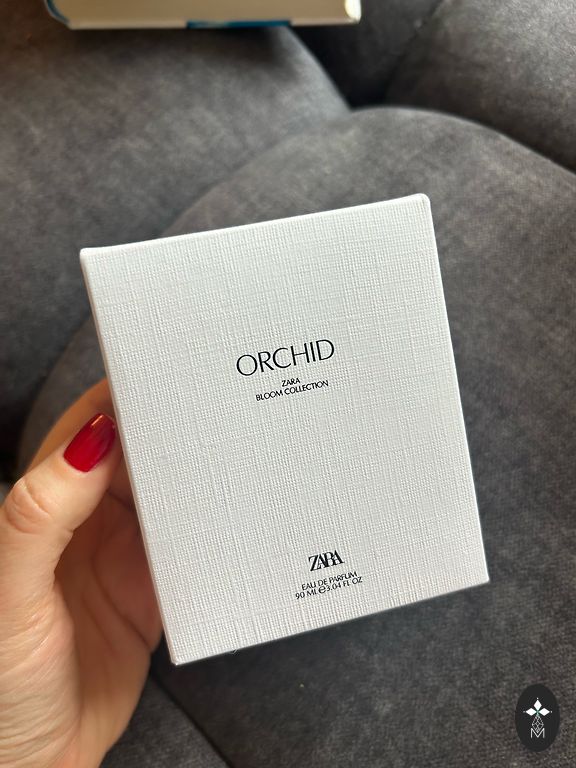 ORCHID
ZARA
BLOOM COLLECTION
ZARA
EAU DE PARFUM
90 ML ℮ 3.04 FL OZ
M